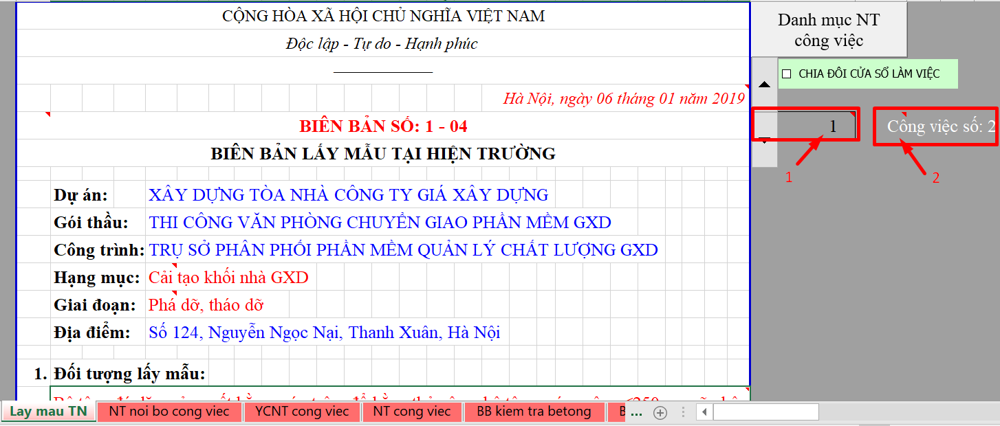 CỘNG HÒA XÃ HỘI CHỦ NGHĨA VIỆT NAM
Độc lập - Tự do - Hạnh phúc
Danh mục NT
công việc
CHIA ĐÔI CỬA SỔ LÀM VIỆC
Hà Nội, ngày 06 tháng 01 năm 2019
BIÊN BẢN SỐ: 1 - 04
1
Công việc số: 2
BIÊN BẢN LẤY MẪU TẠI HIỆN TRƯỜNG
1
2
Dự án: XÂY DỰNG TÒA NHÀ CÔNG TY GIÁ XÂY DỰNG
Gói thầu: THI CÔNG VĂN PHÒNG CHUYỂN GIAO PHẦN MỀM GXD
Công trình: TRỤ SỞ PHÂN PHỐI PHẦN MỀM QUẢN LÝ CHẤT LƯỢNG GXD
Hạng mục: Cải tạo khối nhà GXD
Giai đoạn: Phá dỡ, tháo dỡ
Địa điểm: Số 124, Nguyễn Ngọc Nại, Thanh Xuân, Hà Nội
1. Đối tượng lấy mẫu:
Lay mau TN NT noi bo cong viec YCNT cong viec NT cong viec BB kiem tra betong B ...